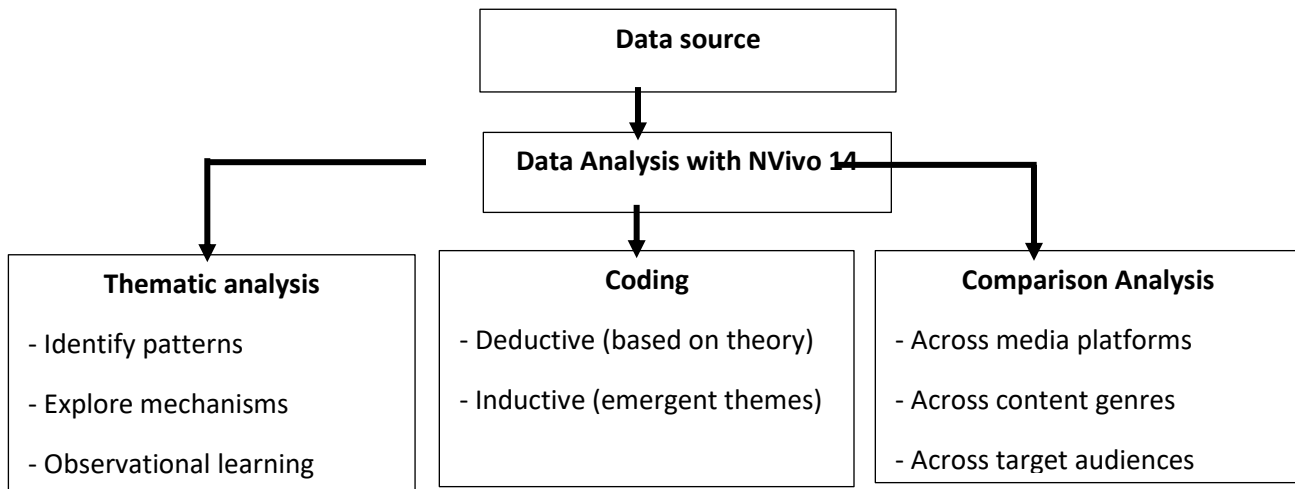 Data source
Data Analysis with NVivo 14
Thematic analysis
- Identify patterns
- Explore mechanisms
- Observational learning
Coding
- Deductive (based on theory)
- Inductive (emergent themes)
Comparison Analysis
- Across media platforms
- Across content genres
- Across target audiences